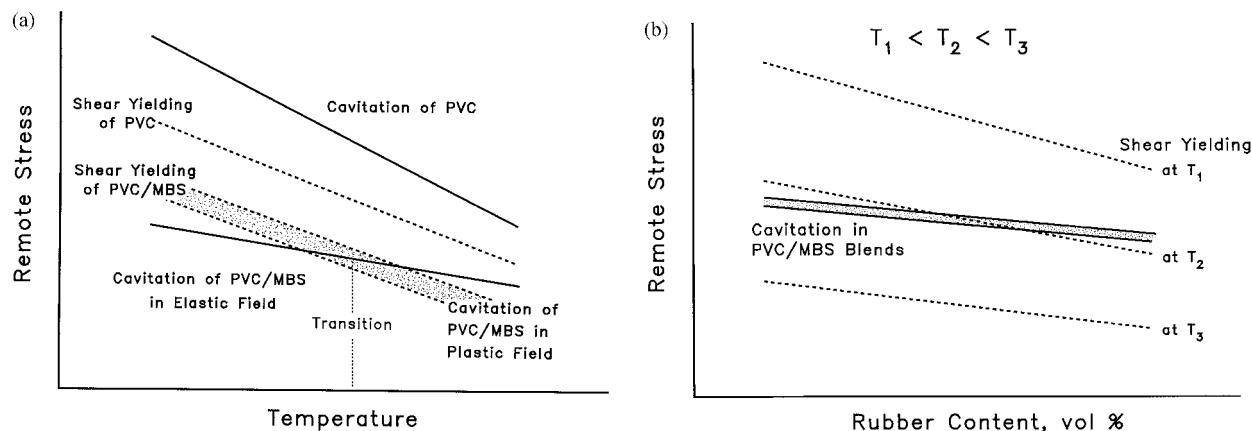 (a)
Remote Stress
Shear Yielding
of PVC
Cavitation of PVC
Shear Yielding
of PVC/MBS
Cavitation of PVC/MBS
in Elastic Field
Transition
Cavitation of
PVC/MBS in
Plastic Field
Temperature
(b)
T1 < T2 < T3
Remote Stress
Shear Yielding
at T1
Cavitation in
PVC/MBS Blends
at T2
at T3
Rubber Content, vol %